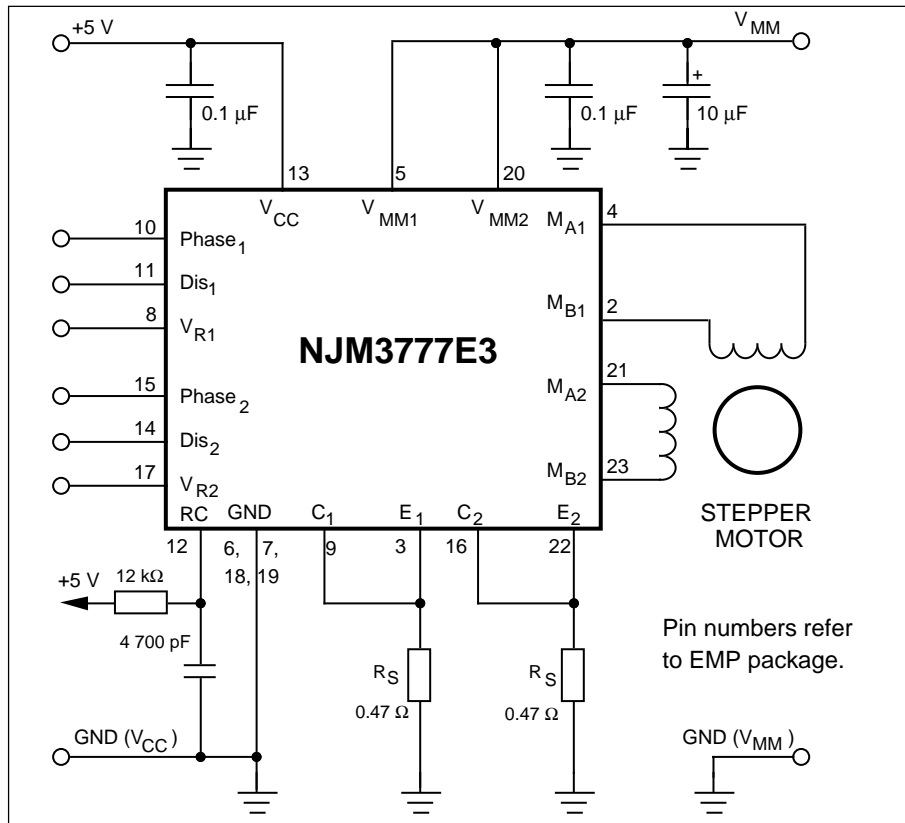 +5 V
V MM
0.1 µF
0.1 µF
+
10 µF
13
5
20
V CC
V MM1
V MM2
M A1
4
10
Phase 1
11
Dis 1
8
V R1
M B1
2
NJM3777E3
15
Phase 2
14
Dis 2
17
V R2
M A2
21
M B2
23
RC
GND
C 1
E 1
C 2
E 2
STEPPER
MOTOR
12
6, 7,
18, 19
9
3
16
22
+5 V
12 kΩ
4 700 pF
R S
0.47 Ω
R S
0.47 Ω
Pin numbers refer
to EMP package.
GND (V CC )
GND (V MM )